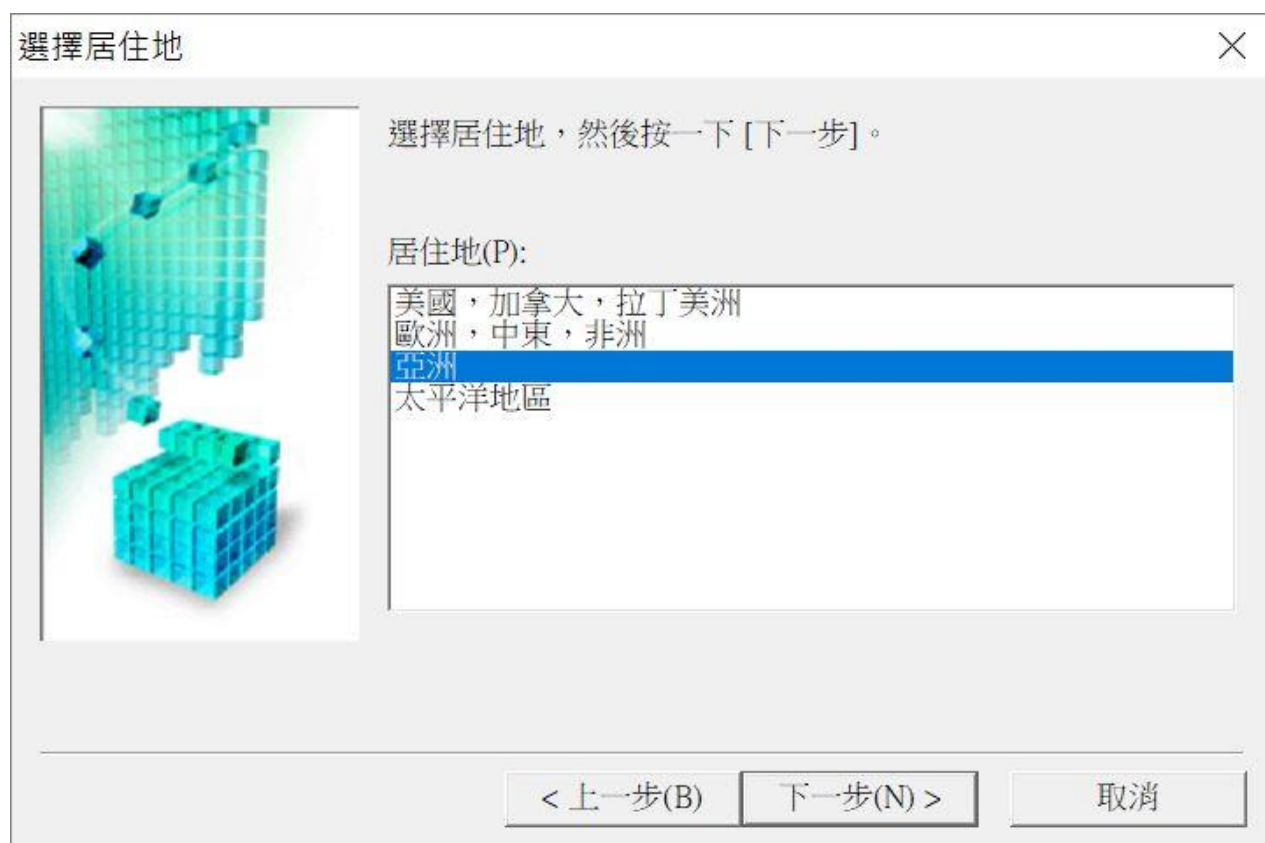 選擇居住地
選擇居住地，然後按一下 [下一步]。
居住地(P):
美國，加拿大，拉丁美洲
歐洲，中東，非洲
亞洲
太平洋地區
< 上一步(B)
下一步(N) >
取消